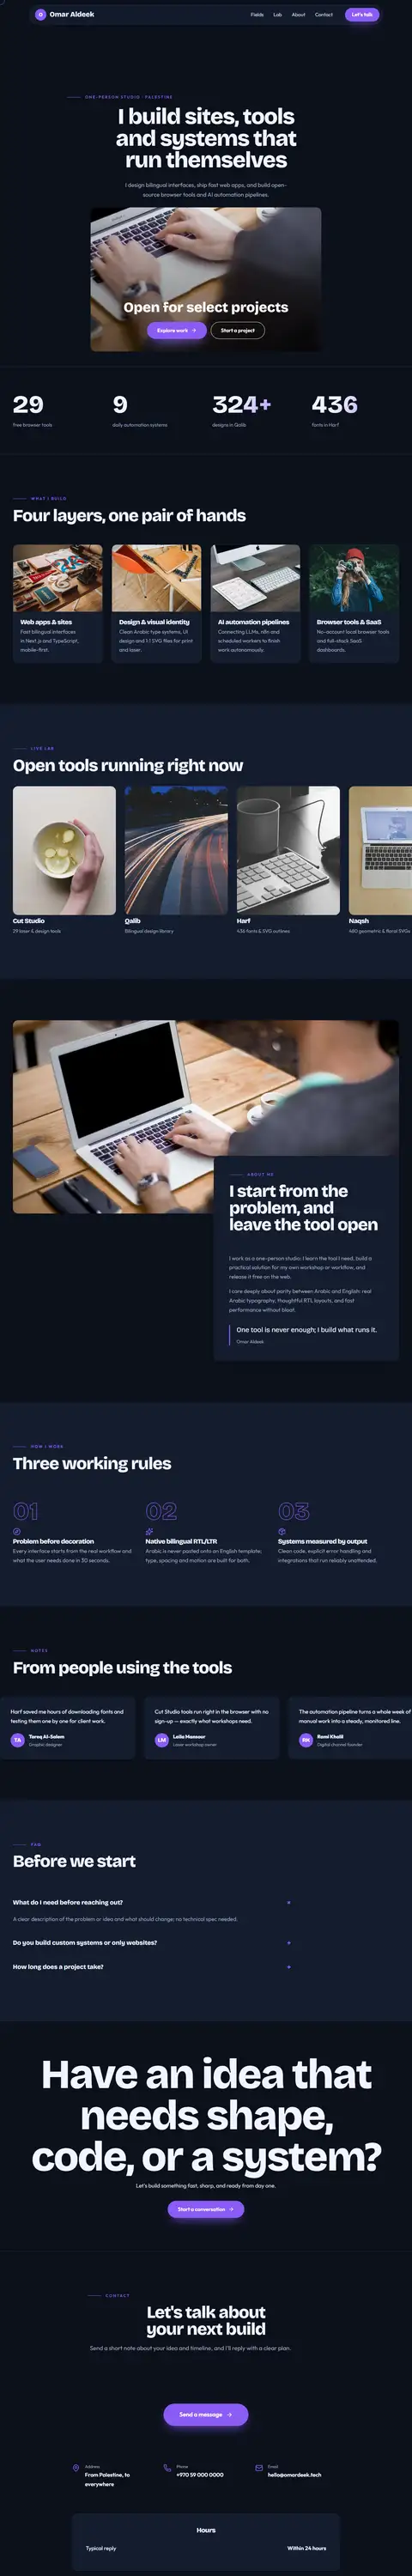 O Omar Aldeek
Fields Lab About Contact Let's talk
ONE-PERSON STUDIO · PALESTINE
I build sites, tools
and systems that
run themselves
I design bilingual interfaces, ship fast web apps, and build open-
source browser tools and AI automation pipelines.
Open for select projects
Explore work → Start a project
29 9 324+ 436
free browser tools daily automation systems designs in Qalib fonts in Harf
WHAT I BUILD
Four layers, one pair of hands
Web apps & sites
Fast bilingual interfaces
in Next.js and TypeScript,
mobile-first.
Design & visual identity
Clean Arabic type systems, UI
design and 1:1 SVG files for print
and laser.
AI automation pipelines
Connecting LLMs, n8n and
scheduled workers to finish
work autonomously.
Browser tools & SaaS
No-account local browser tools
and full-stack SaaS
dashboards.
LIVE LAB
Open tools running right now
Cut Studio
29 laser & design tools
Qalib
Bilingual design library
Harf
436 fonts & SVG outlines
Naqsh
480 geometric & floral SVGs
ABOUT ME
I start from the
problem, and
leave the tool open
I work as a one-person studio: I learn the tool I need, build a
practical solution for my own workshop or workflow, and
release it free on the web.
I care deeply about parity between Arabic and English: real
Arabic typography, thoughtful RTL layouts, and fast
performance without bloat.
One tool is never enough; I build what runs it.
Omar Aldeek
HOW I WORK
Three working rules
01
Problem before decoration
Every interface starts from the real workflow and
what the user needs done in 30 seconds.
02
Native bilingual RTL/LTR
Arabic is never pasted onto an English template;
type, spacing and motion are built for both.
03
Systems measured by output
Clean code, explicit error handling and
integrations that run reliably unattended.
NOTES
From people using the tools
Harf saved me hours of downloading fonts and
testing them one by one for client work.
TA Tareq Al-Salem
Graphic designer
Cut Studio tools run right in the browser with no
sign-up — exactly what workshops need.
LM Laila Mansour
Laser workshop owner
The automation pipeline turns a whole week of
manual work into a steady, monitored line.
RK Rami Khalil
Digital channel founder
FAQ
Before we start
What do I need before reaching out? +
A clear description of the problem or idea and what should change; no technical spec needed.
Do you build custom systems or only websites? +
How long does a project take? +
Have an idea that
needs shape,
code, or a system?
Let's build something fast, sharp, and ready from day one.
Start a conversation →
CONTACT
Let's talk about
your next build
Send a short note about your idea and timeline, and I'll reply with a clear plan.
Send a message →
Address
From Palestine, to
everywhere
Phone
+970 59 000 0000
Email
hello@omardeek.tech
Hours
Typical reply Within 24 hours